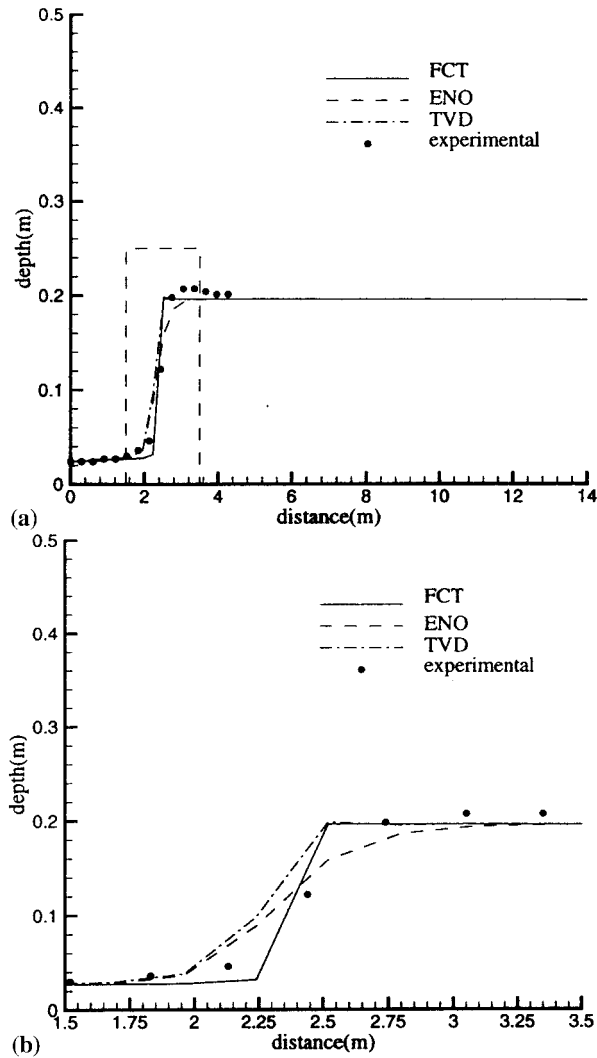 0.5
FCT
ENO
TVD
experimental
0.4
0.3
depth(m)
0.2
0.1
0
0 2 4 6 8 10 12 14
distance(m)
(a)
0.5
FCT
ENO
TVD
experimental
0.4
0.3
depth(m)
0.2
0.1
0
1.5 1.75 2 2.25 2.5 2.75 3 3.25 3.5
distance(m)
(b)